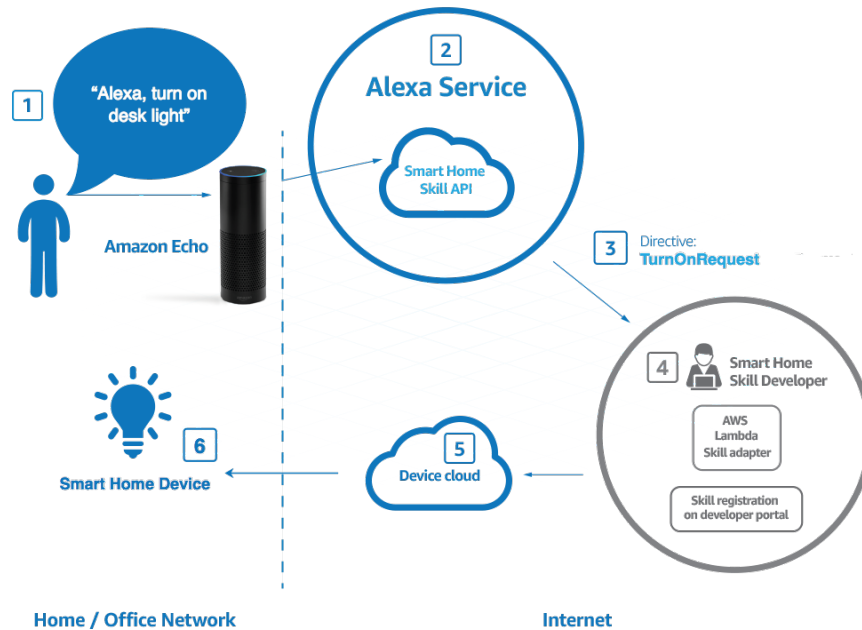 1
“Alexa, turn on
desk light”
Amazon Echo
2
Alexa Service
Smart Home
Skill API
3
Directive:
TurnOnRequest
4
Smart Home
Skill Developer
AWS
Lambda
Skill adapter
Skill registration
on developer portal
5
Device cloud
6
Smart Home Device
Home / Office Network
Internet